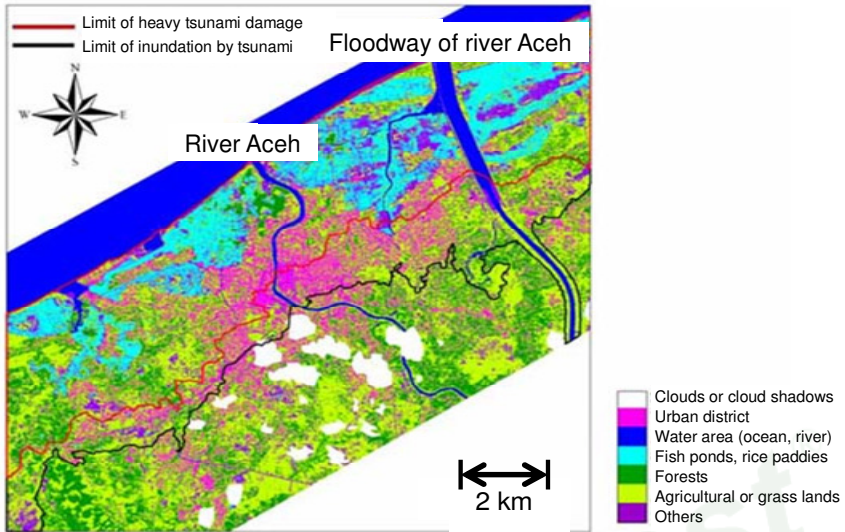 Limit of heavy tsunami damage
Limit of inundation by tsunami
Floodway of river Aceh
N
W E
S
River Aceh
2 km
Clouds or cloud shadows
Urban district
Water area (ocean, river)
Fish ponds, rice paddies
Forests
Agricultural or grass lands
Others